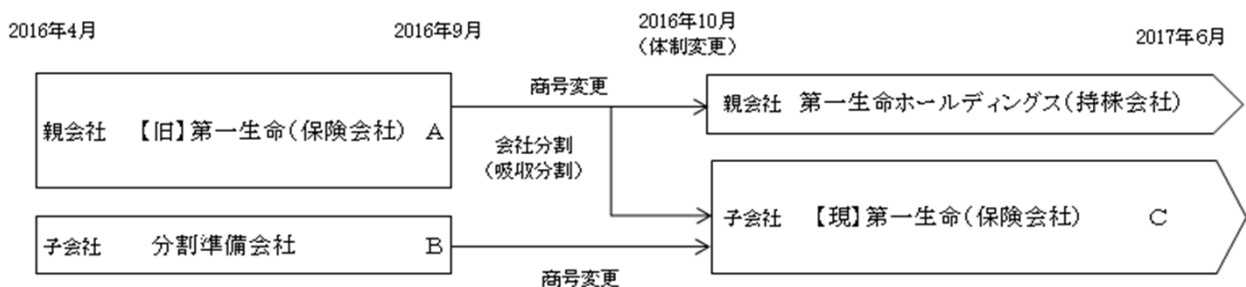 2016年4月
2016年9月
2016年10月
(体制変更)
2017年6月
親会社 【旧】第一生命(保険会社) A
商号変更
親会社 第一生命ホールディングス(持株会社)
会社分割
(吸収分割)
子会社 分割準備会社 B
子会社 【現】第一生命(保険会社) C
商号変更